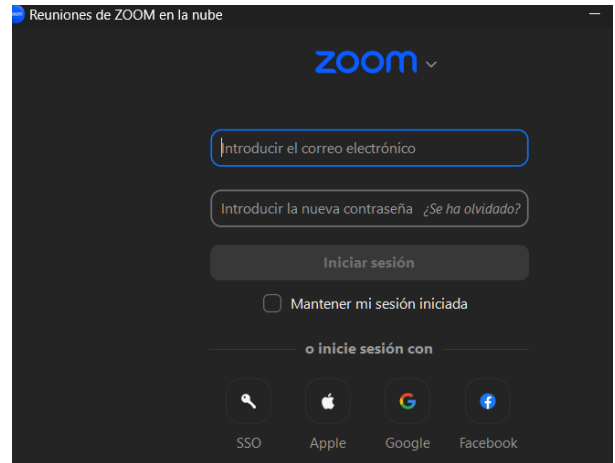 zoom Reuniones de ZOOM en la nube
zoom
Introducir el correo electrónico
Introducir la nueva contraseña ¿Se ha olvidado?
Iniciar sesión
Mantener mi sesión iniciada
o inicie sesión con
SSO Apple Google Facebook